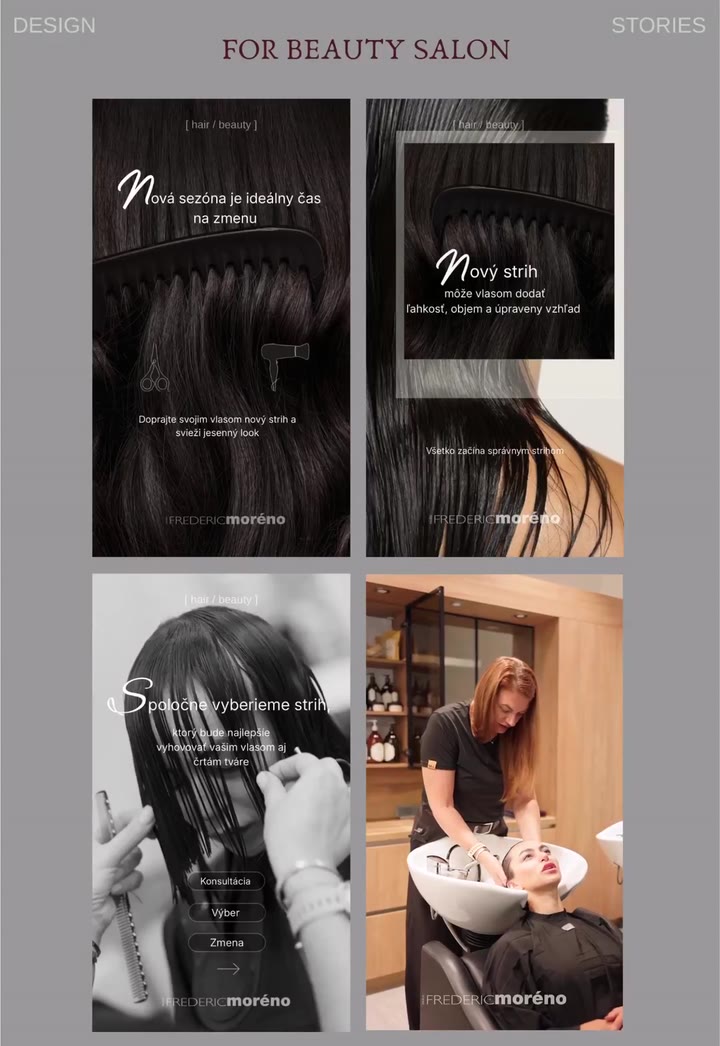 DESIGN
STORIES
FOR BEAUTY SALON
[ hair / beauty ]
Nová sezóna je ideálny čas
na zmenu
Doprajte svojim vlasom nový strih a
svieži jesenný look
FREDERICmoréno
[ hair / beauty ]
Nový strih
môže vlasom dodať
ľahkosť, objem a úpraveny vzhľad
Všetko začína správnym strihom
FREDERICmoréno
[ hair / beauty ]
Spoločne vyberieme strih,
ktorý bude najlepšie
vyhovovať vašim vlasom aj
črtám tváre
Konsultácia
Výber
Zmena
FREDERICmoréno
FREDERICmoréno